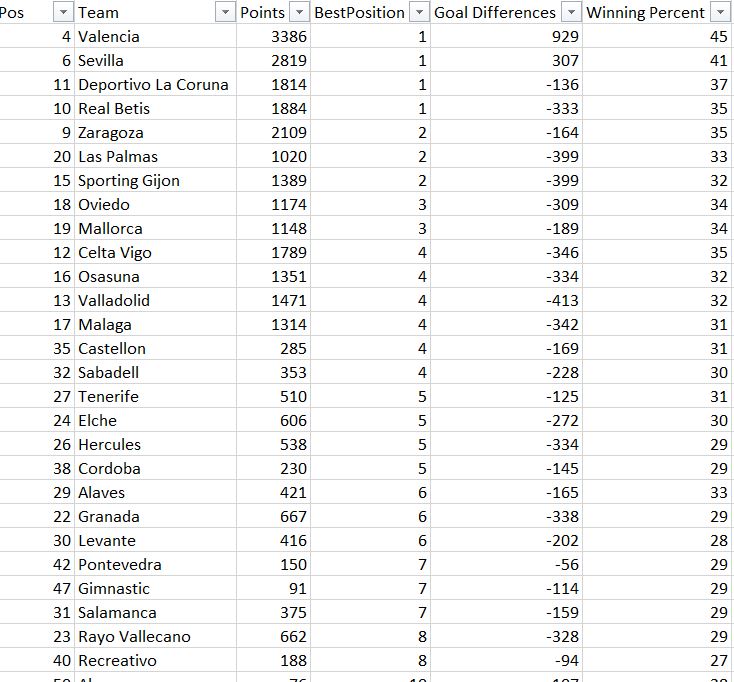 Pos Team Points BestPosition Goal Differences Winning Percent
4 Valencia 3386 1 929 45
6 Sevilla 2819 1 307 41
11 Deportivo La Coruna 1814 1 -136 37
10 Real Betis 1884 1 -333 35
9 Zaragoza 2109 2 -164 35
20 Las Palmas 1020 2 -399 33
15 Sporting Gijon 1389 2 -399 32
18 Oviedo 1174 3 -309 34
19 Mallorca 1148 3 -189 34
12 Celta Vigo 1789 4 -346 35
16 Osasuna 1351 4 -334 32
13 Valladolid 1471 4 -413 32
17 Malaga 1314 4 -342 31
35 Castellon 285 4 -169 31
32 Sabadell 353 4 -228 30
27 Tenerife 510 5 -125 31
24 Elche 606 5 -272 30
26 Hercules 538 5 -334 29
38 Cordoba 230 5 -145 29
29 Alaves 421 6 -165 33
22 Granada 667 6 -338 29
30 Levante 416 6 -202 28
42 Pontevedra 150 7 -56 29
47 Gimnastic 91 7 -114 29
31 Salamanca 375 7 -159 29
23 Rayo Vallecano 662 8 -328 29
40 Recreativo 188 8 -94 27